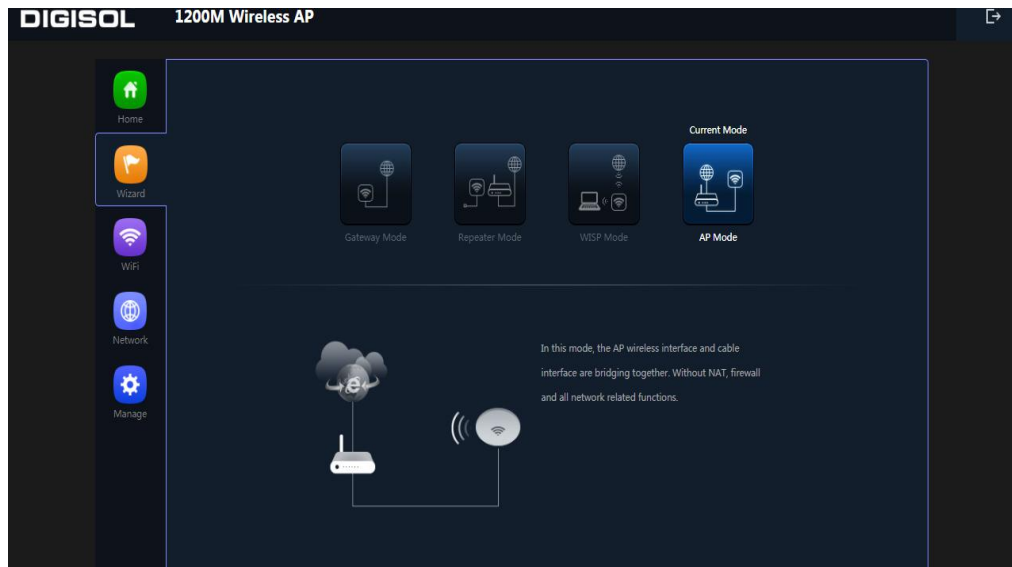 DIGISOL
1200M Wireless AP
Home
Wizard
WiFi
Network
Manage
Current Mode
Gateway Mode
Repeater Mode
WISP Mode
AP Mode
In this mode, the AP wireless interface and cable
interface are bridging together. Without NAT, firewall
and all network related functions.